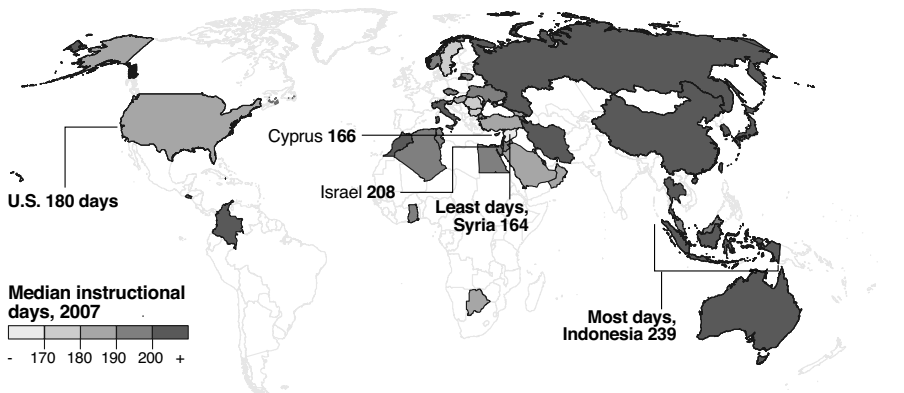 Cyprus 166
Israel 208
U.S. 180 days
Least days,
Syria 164
Median instructional
days, 2007
- 170 180 190 200 +
Most days,
Indonesia 239